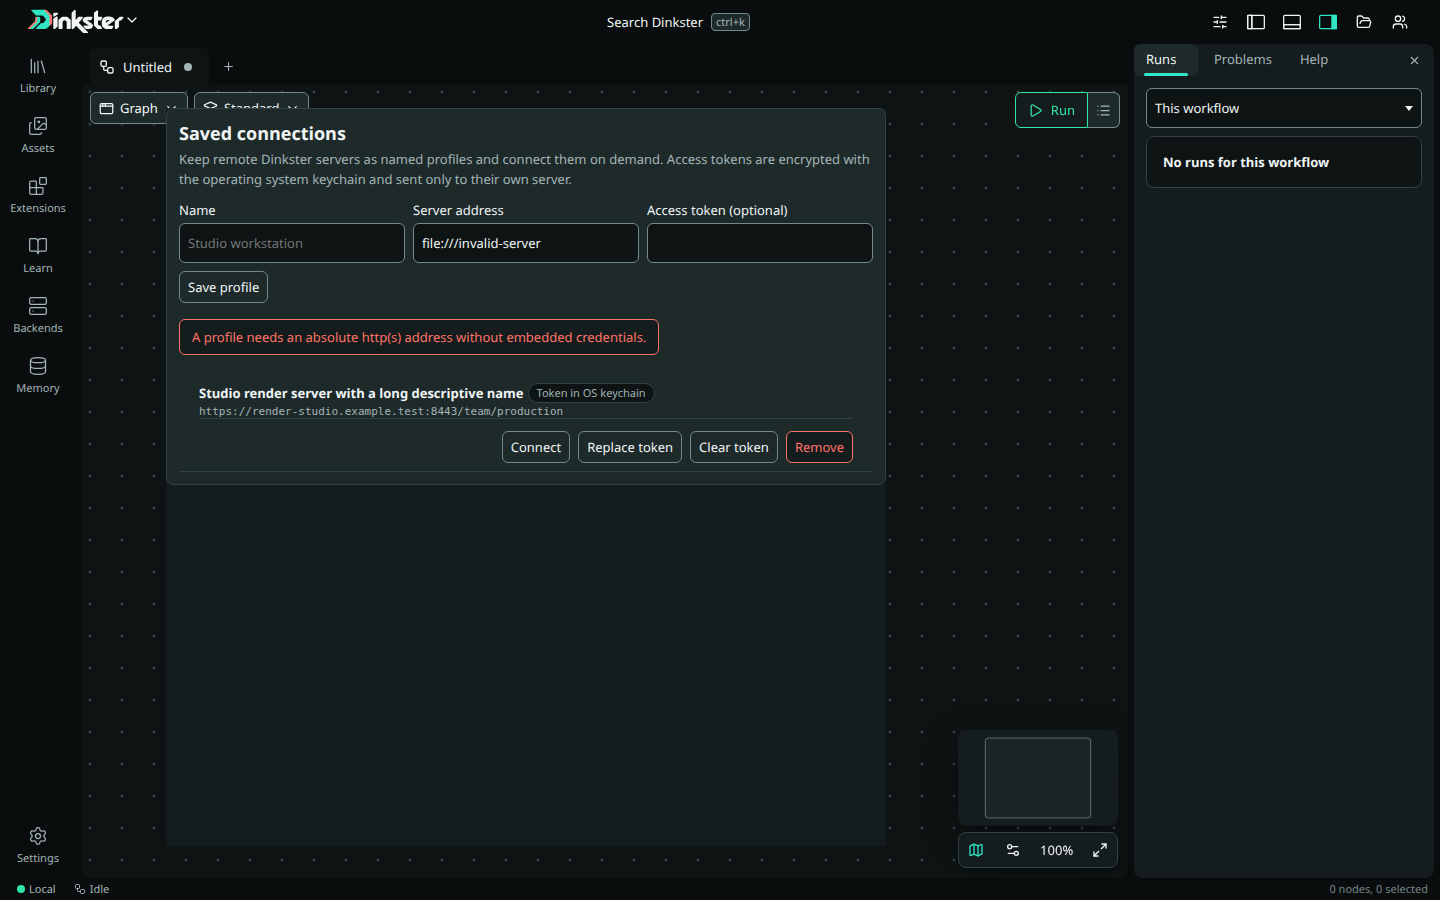 Dinkster
Search Dinkster ctrl+k
Library
Assets
Extensions
Learn
Backends
Memory
Settings
Untitled
Graph
Standard
Run
Saved connections
Keep remote Dinkster servers as named profiles and connect them on demand. Access tokens are encrypted with
the operating system keychain and sent only to their own server.
Name
Server address
Access token (optional)
Studio workstation
file:///invalid-server
Save profile
A profile needs an absolute http(s) address without embedded credentials.
Studio render server with a long descriptive name Token in OS keychain
https://render-studio.example.test:8443/team/production
Connect
Replace token
Clear token
Remove
100%
Runs
Problems
Help
This workflow
No runs for this workflow
Local
Idle
0 nodes, 0 selected